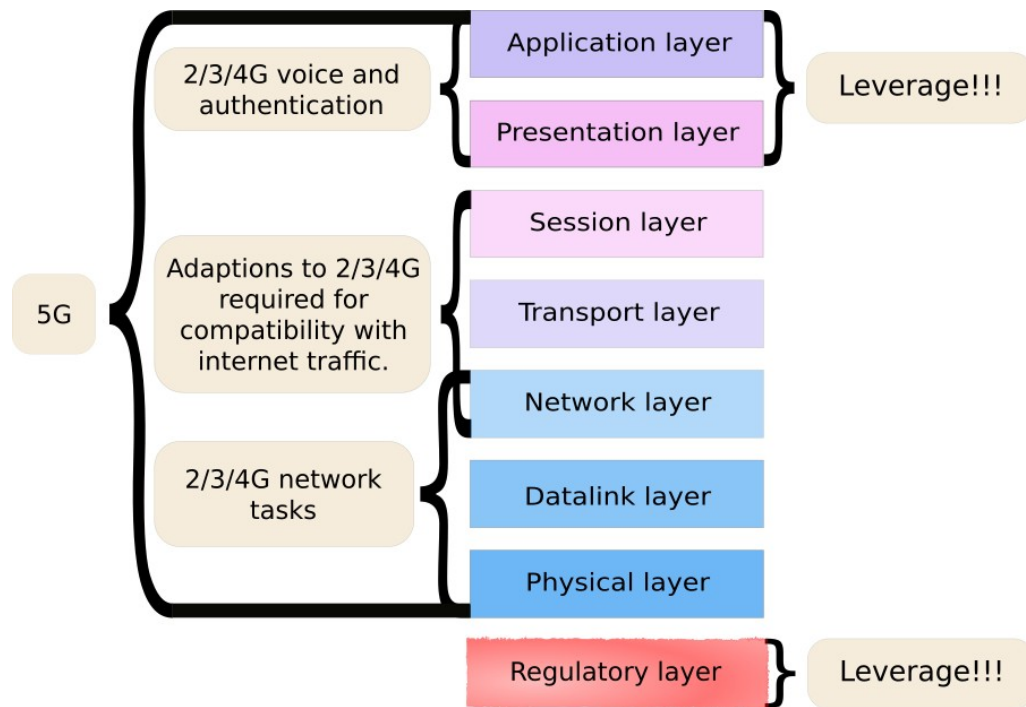 Application layer
2/3/4G voice and
authentication
Leverage!!!
Presentation layer
Session layer
Adaptions to 2/3/4G
required for
compatibility with
internet traffic.
5G
Transport layer
Network layer
2/3/4G network
tasks
Datalink layer
Physical layer
Regulatory layer
Leverage!!!